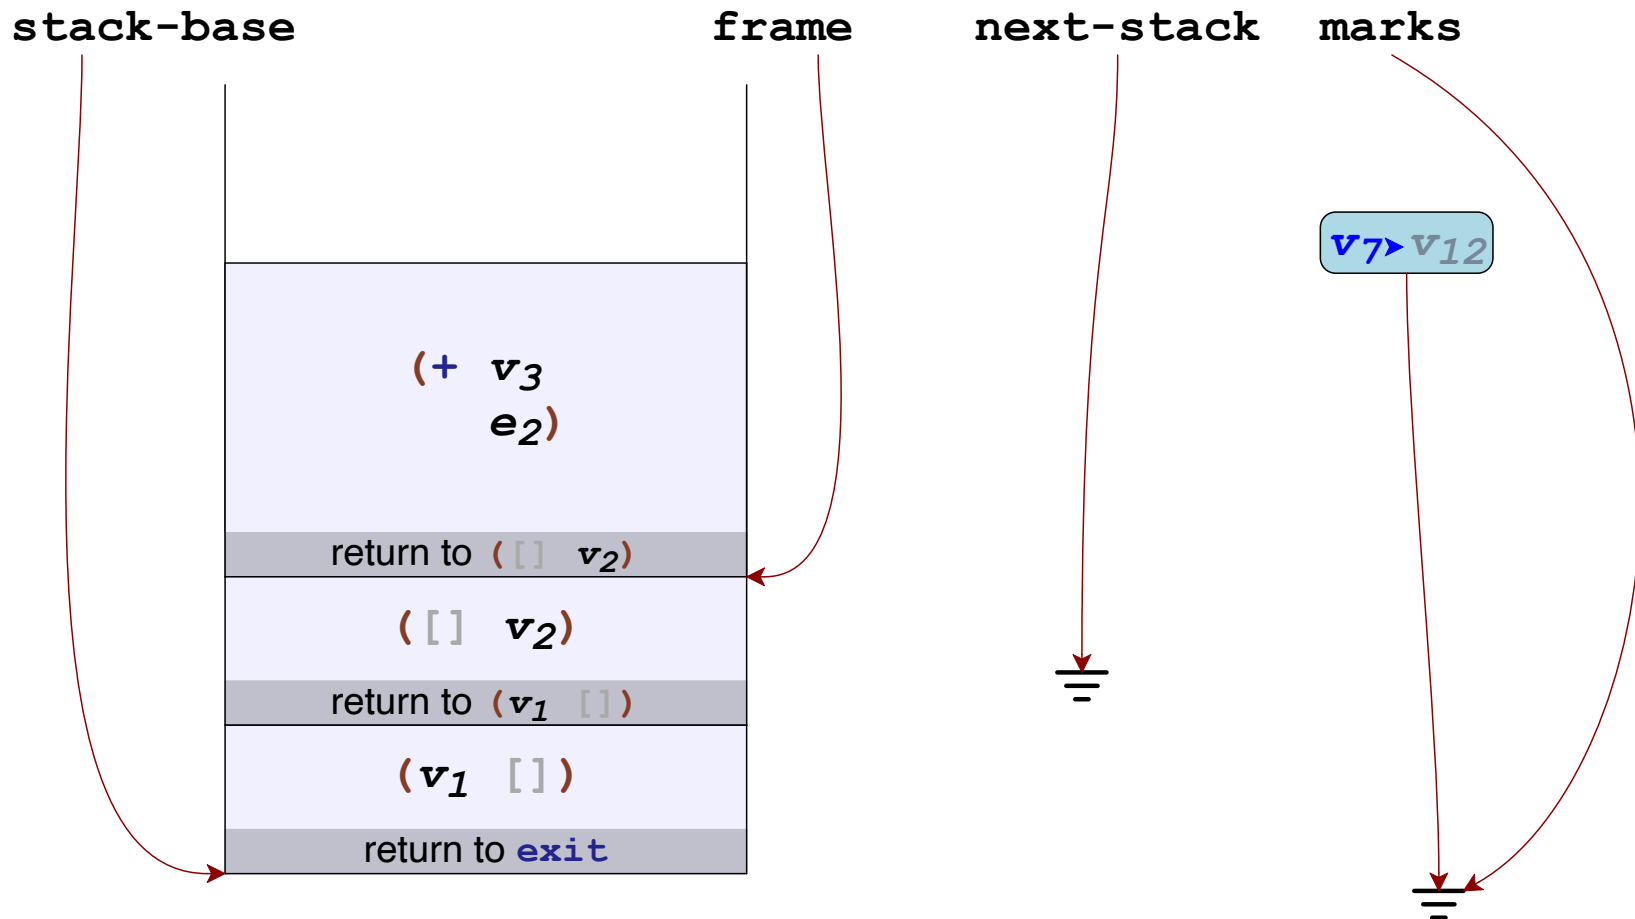 stack-base frame next-stack marks
v7➤v12
(+ v3
e2)
return to ([] v2)
([] v2)
return to (v1 [])
(v1 [])
return to exit